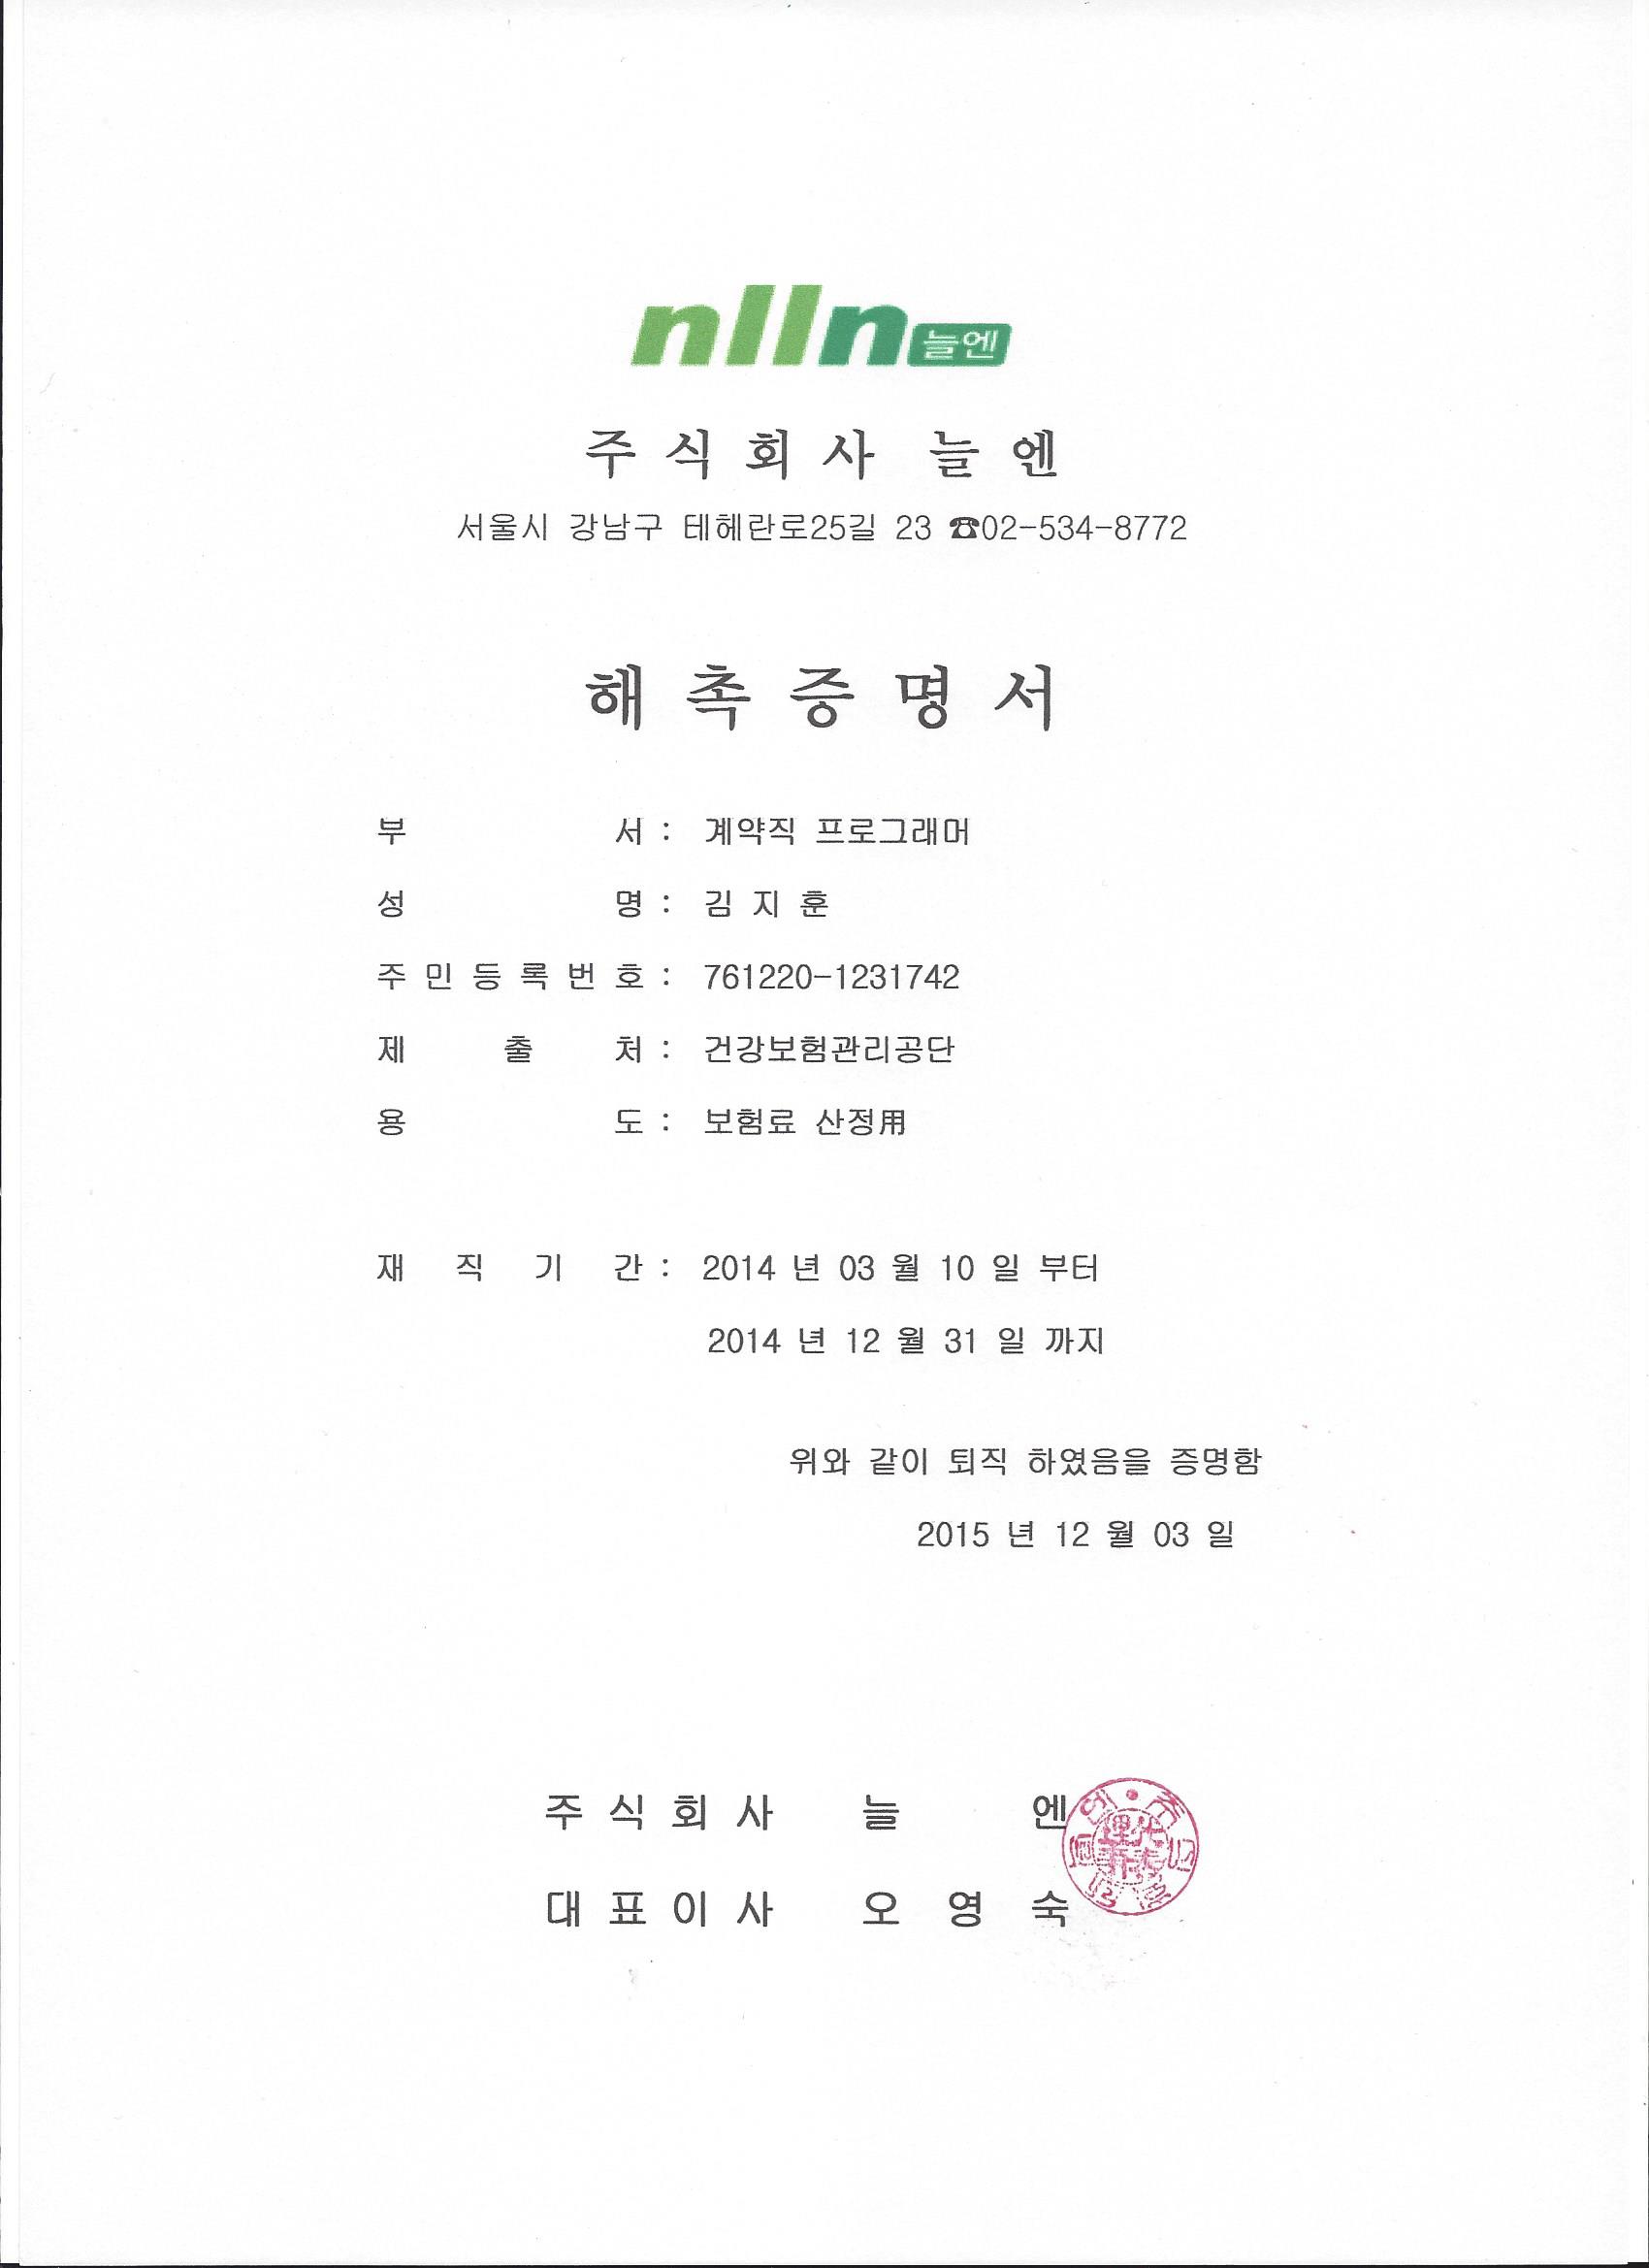 nlln 늘엔
주 식 회 사 늘 엔
서울시 강남구 테헤란로25길 23 ☎02-534-8772
해 촉 증 명 서
부 서 : 계약직 프로그래머
성 명 : 김 지 훈
주 민 등 록 번 호 : 761220-1231742
제 출 처 : 건강보험관리공단
용 도 : 보험료 산정用
재 직 기 간 : 2014 년 03 월 10 일 부터
2014 년 12 월 31 일 까지
위와 같이 퇴직 하였음을 증명함
2015 년 12 월 03 일
주 식 회 사 늘 엔
대 표 이 사 오 영 숙